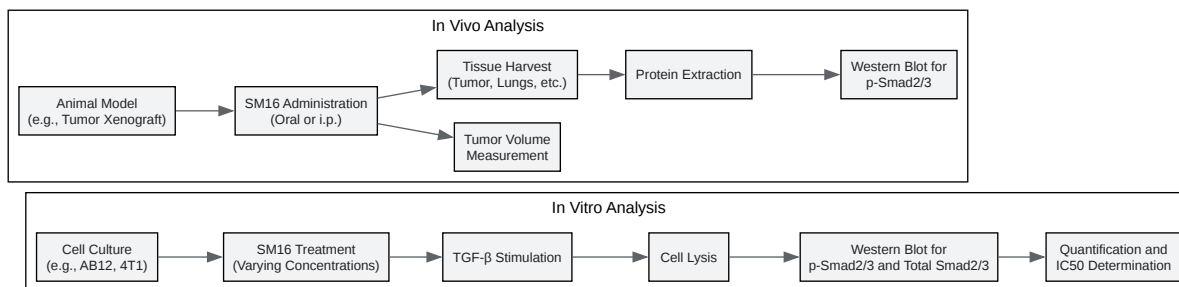 In Vivo Analysis
Animal Model
(e.g., Tumor Xenograft)
SM16 Administration
(Oral or i.p.)
Tissue Harvest
(Tumor, Lungs, etc.)
Protein Extraction
Western Blot for
p-Smad2/3
Tumor Volume
Measurement
In Vitro Analysis
Cell Culture
(e.g., AB12, 4T1)
SM16 Treatment
(Varying Concentrations)
TGF-β Stimulation
Cell Lysis
Western Blot for
p-Smad2/3 and Total Smad2/3
Quantification and
IC50 Determination